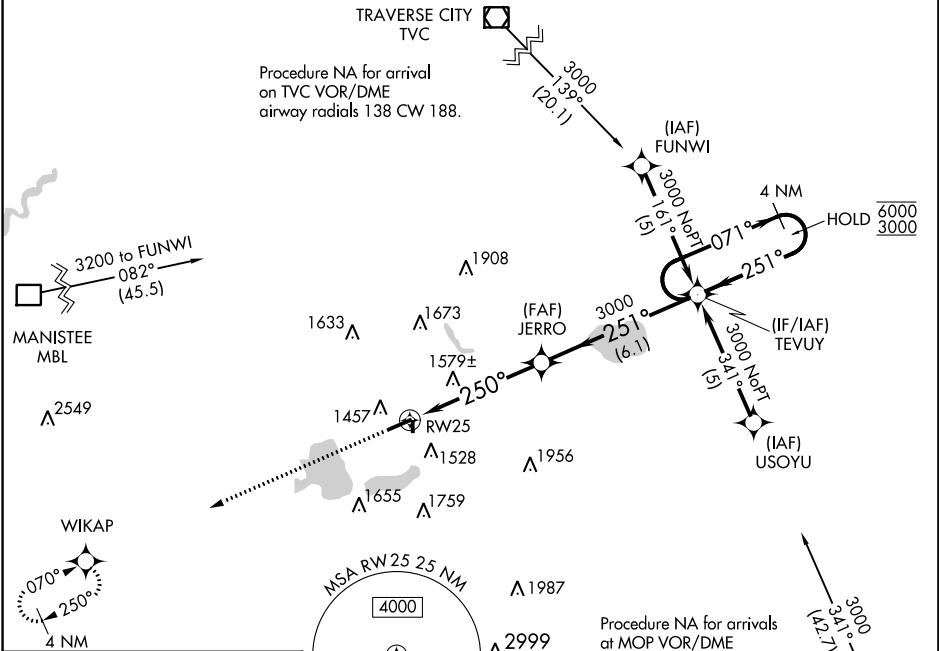 TRAVERSE CITY
TVC
Procedure NA for arrival
on TVC VOR/DME
airway radials 138 CW 188.
3000
139°
(20.1)
(IAF)
FUNWI
3000 NoPT
161°
(5)
4 NM
HOLD
6000
3000
071°
251°
3200 to FUNWI
082°
(45.5)
MANISTEE
MBL
1908
1673
1633
1579±
(FAF)
JERRO
3000
251°
(6.1)
(IF/IAF)
TEVUY
3000 NoPT
341°
(5)
250°
2549
1457
RW25
1528
1956
(IAF)
USOYU
1655
1759
WIKAP
070°
250°
4 NM
MSA RW25 25 NM
4000
1987
2999
Procedure NA for arrivals
at MOP VOR/DME
3000
341°
(42.7)